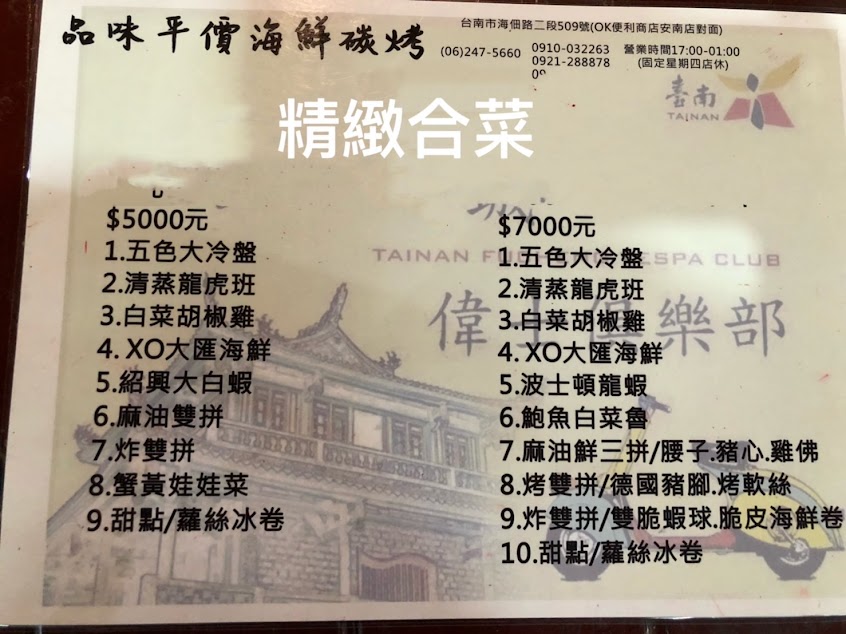 品味平價海鮮碳烤
台南市海佃路二段509號(OK便利商店安南店對面)
(06)247-5660
0910-032263
0921-288878
營業時間17:00-01:00
(固定星期四店休)
臺南
TAINAN
精緻合菜
$5000元
1.五色大冷盤
2.清蒸龍虎班
3.白菜胡椒雞
4. XO大匯海鮮
5.紹興大白蝦
6.麻油雙拼
7.炸雙拼
8.蟹黃娃娃菜
9.甜點/蘿絲冰卷
$7000元
1.五色大冷盤
2.清蒸龍虎班
3.白菜胡椒雞
4. XO大匯海鮮
5.波士頓龍蝦
6.鮑魚白菜魯
7.麻油鮮三拼/腰子.豬心.雞佛
8.烤雙拼/德國豬腳.烤軟絲
9.炸雙拼/雙脆蝦球.脆皮海鮮卷
10.甜點/蘿絲冰卷
TAINAN VESPA CLUB
偉士俱樂部